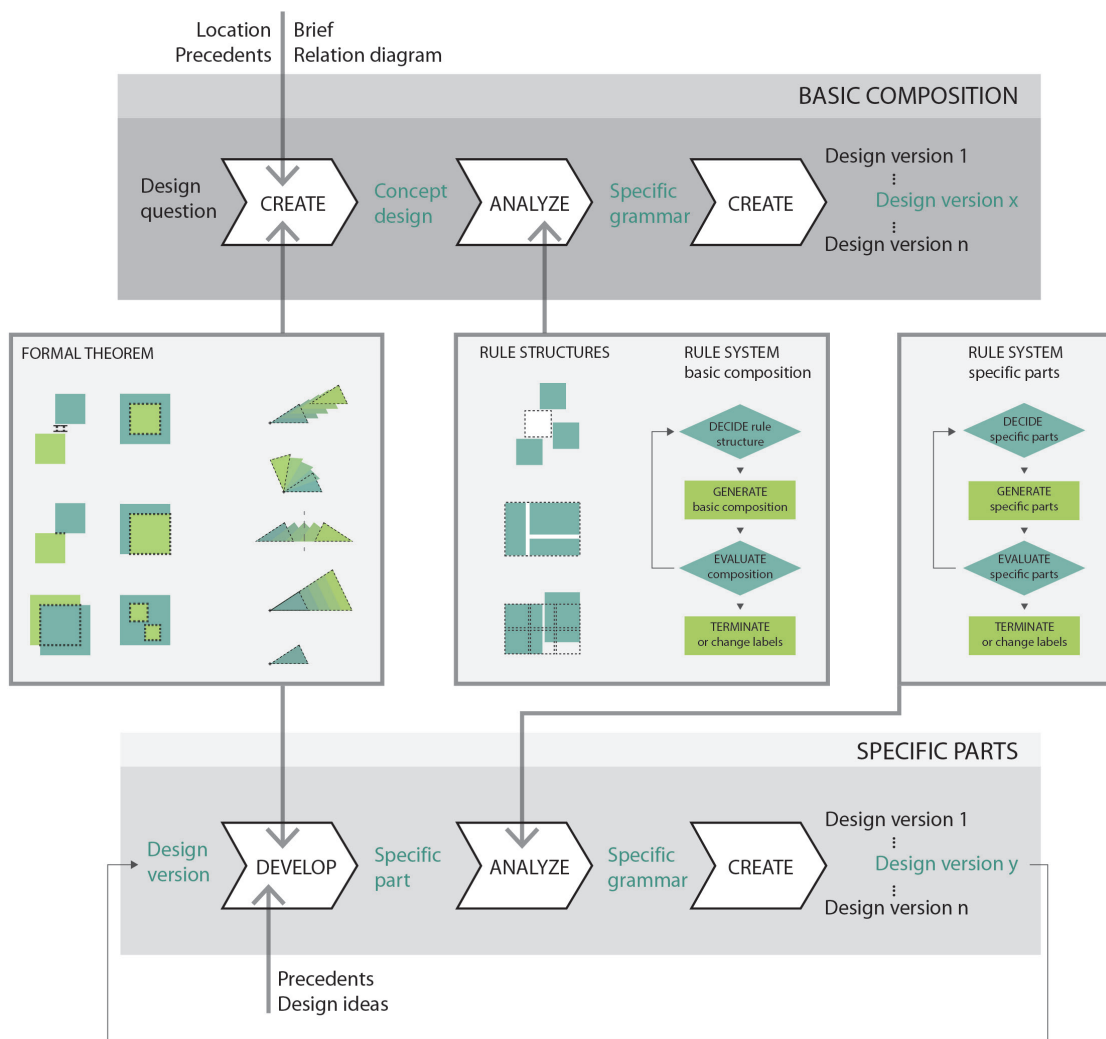 Location
Precedents
Brief
Relation diagram
BASIC COMPOSITION
Design
question
CREATE
Concept
design
ANALYZE
Specific
grammar
CREATE
Design version 1
Design version x
Design version n
FORMAL THEOREM
RULE STRUCTURES
RULE SYSTEM
basic composition
DECIDE rule
structure
GENERATE
basic composition
EVALUATE
composition
TERMINATE
or change labels
RULE SYSTEM
specific parts
DECIDE
specific parts
GENERATE
specific parts
EVALUATE
specific parts
TERMINATE
or change labels
SPECIFIC PARTS
Design
version
DEVELOP
Specific
part
ANALYZE
Specific
grammar
CREATE
Design version 1
Design version y
Design version n
Precedents
Design ideas